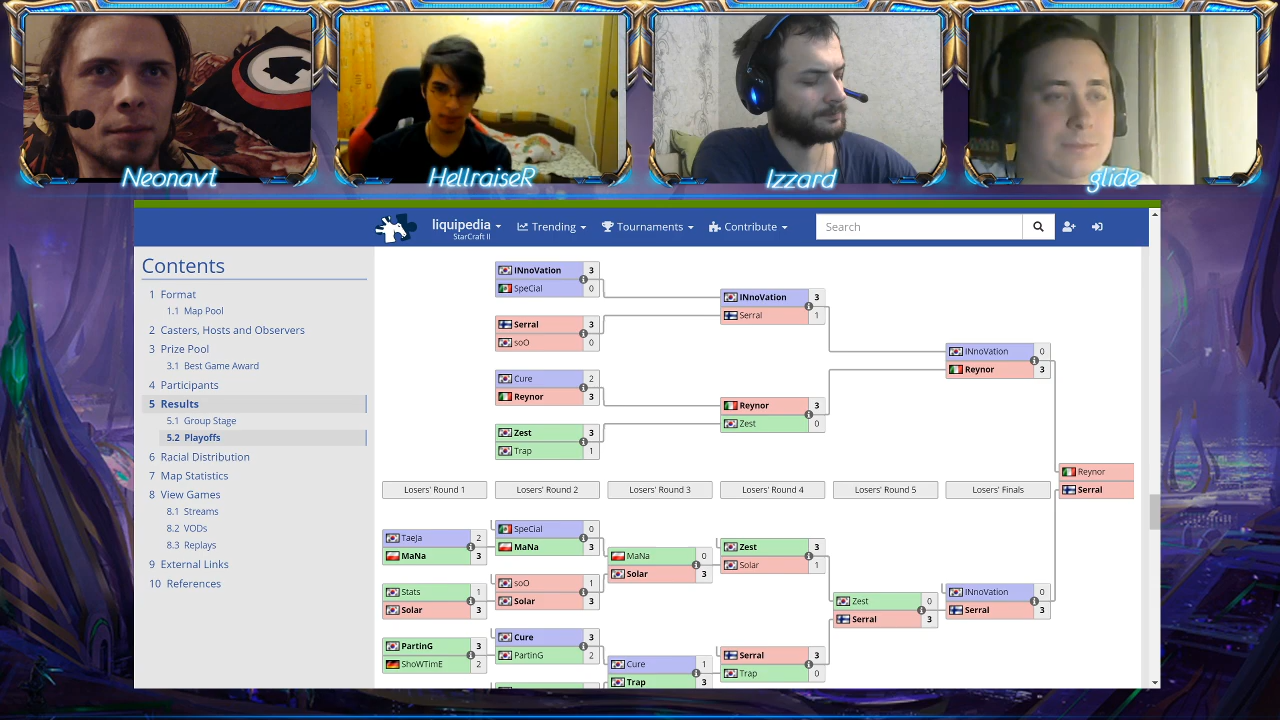 Neonavt
HellraiseR
Izzard
glide
liquipedia
StarCraft II
Trending
Tournaments
Contribute
Search
Contents
1 Format
1.1 Map Pool
2 Casters, Hosts and Observers
3 Prize Pool
3.1 Best Game Award
4 Participants
5 Results
5.1 Group Stage
5.2 Playoffs
6 Racial Distribution
7 Map Statistics
8 View Games
8.1 Streams
8.2 VODs
8.3 Replays
9 External Links
10 References
INnoVation 3
SpeCial 0
Serral 3
soO 0
Cure 2
Reynor 3
Zest 3
Trap 1
INnoVation 3
Serral 1
Reynor 3
Zest 0
INnoVation 0
Reynor 3
Reynor
Serral
Losers' Round 1
Losers' Round 2
Losers' Round 3
Losers' Round 4
Losers' Round 5
Losers' Finals
TaeJa 2
MaNa 3
Stats 1
Solar 3
PartinG 3
ShoWTimE 2
SpeCial 0
MaNa 3
soO 1
Solar 3
Cure 3
PartinG 2
MaNa 0
Solar 3
Cure 1
Trap 3
Zest 3
Solar 1
Serral 3
Trap 0
Zest 0
Serral 3
INnoVation 0
Serral 3